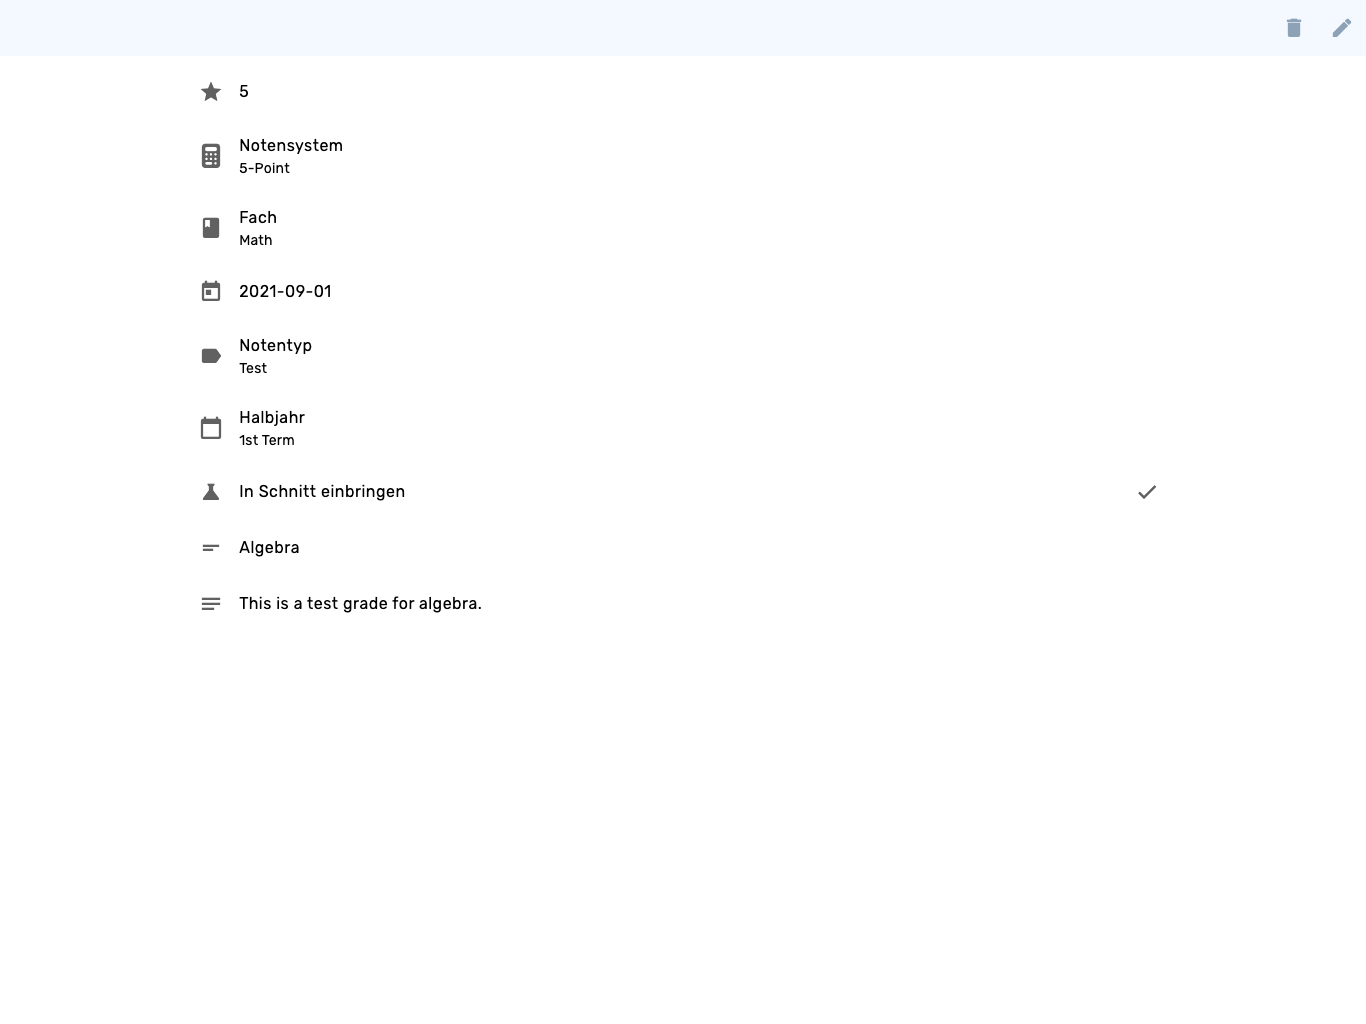 5
Notensystem
5-Point
Fach
Math
2021-09-01
Notentyp
Test
Halbjahr
1st Term
In Schnitt einbringen
Algebra
This is a test grade for algebra.